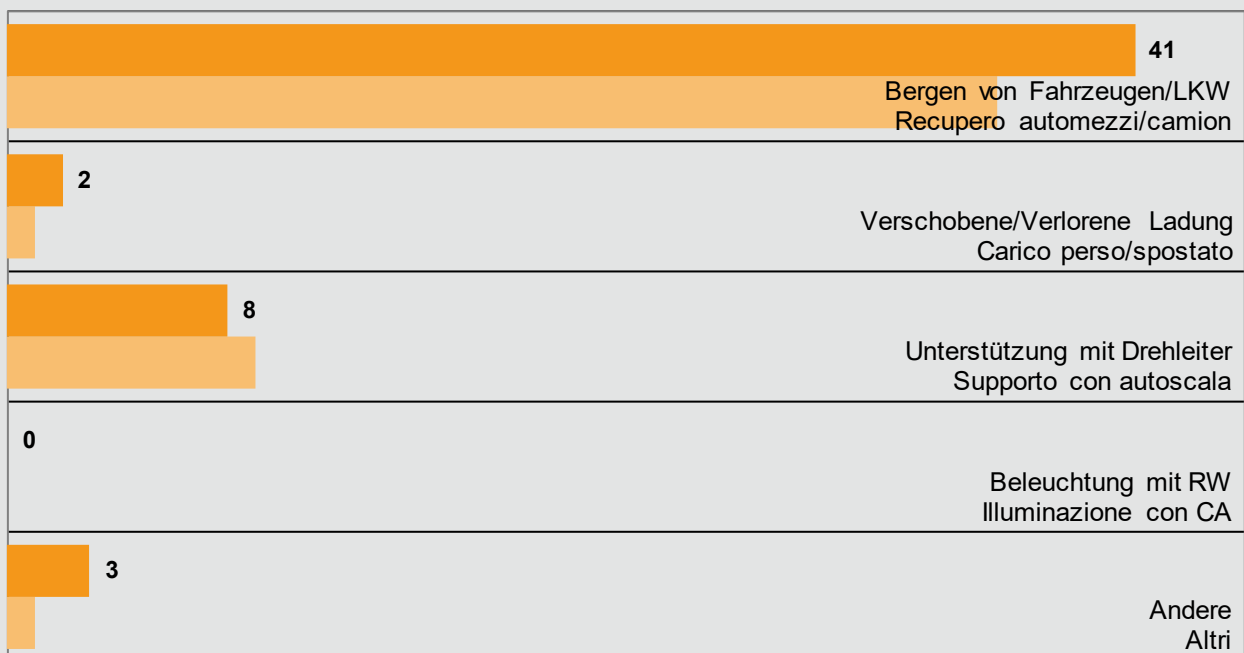 41
Bergen von Fahrzeugen/LKW
Recupero automezzi/camion
2
Verschobene/Verlorene Ladung
Carico perso/spostato
8
Unterstützung mit Drehleiter
Supporto con autoscala
0
Beleuchtung mit RW
Illuminazione con CA
3
Andere
Altri